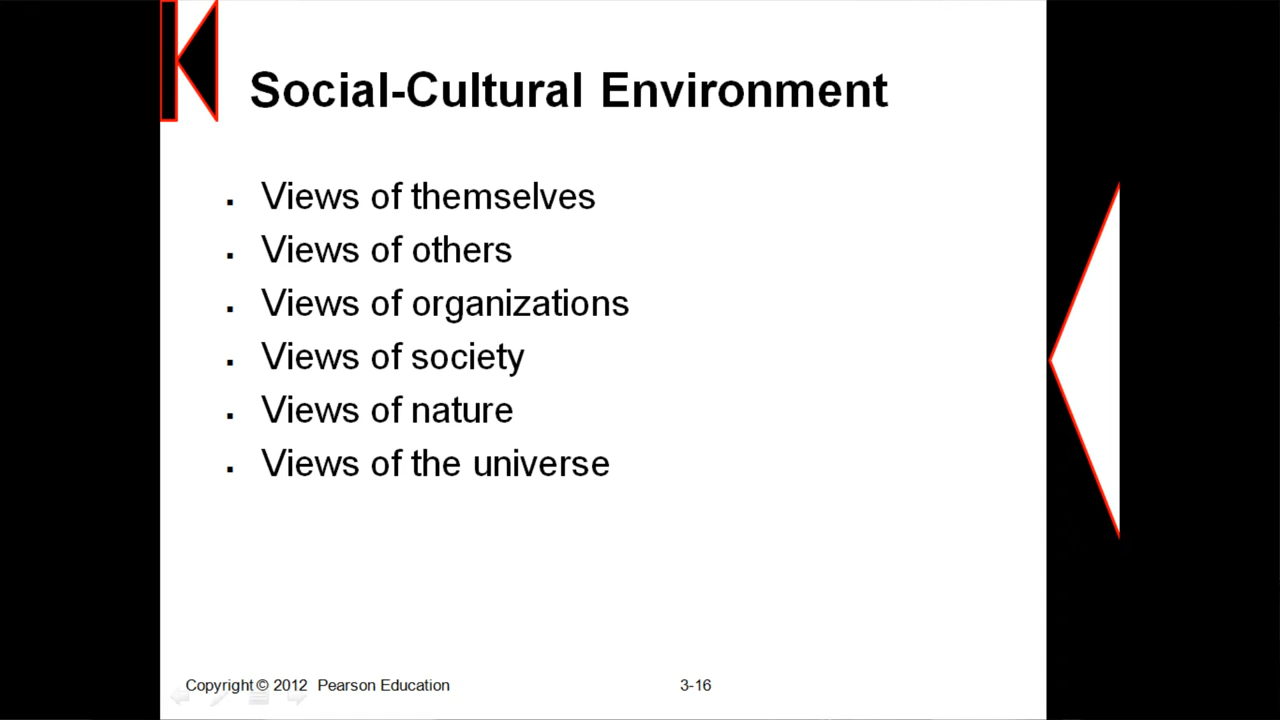 Social-Cultural Environment
▪ Views of themselves
▪ Views of others
▪ Views of organizations
▪ Views of society
▪ Views of nature
▪ Views of the universe
Copyright © 2012 Pearson Education 3-16